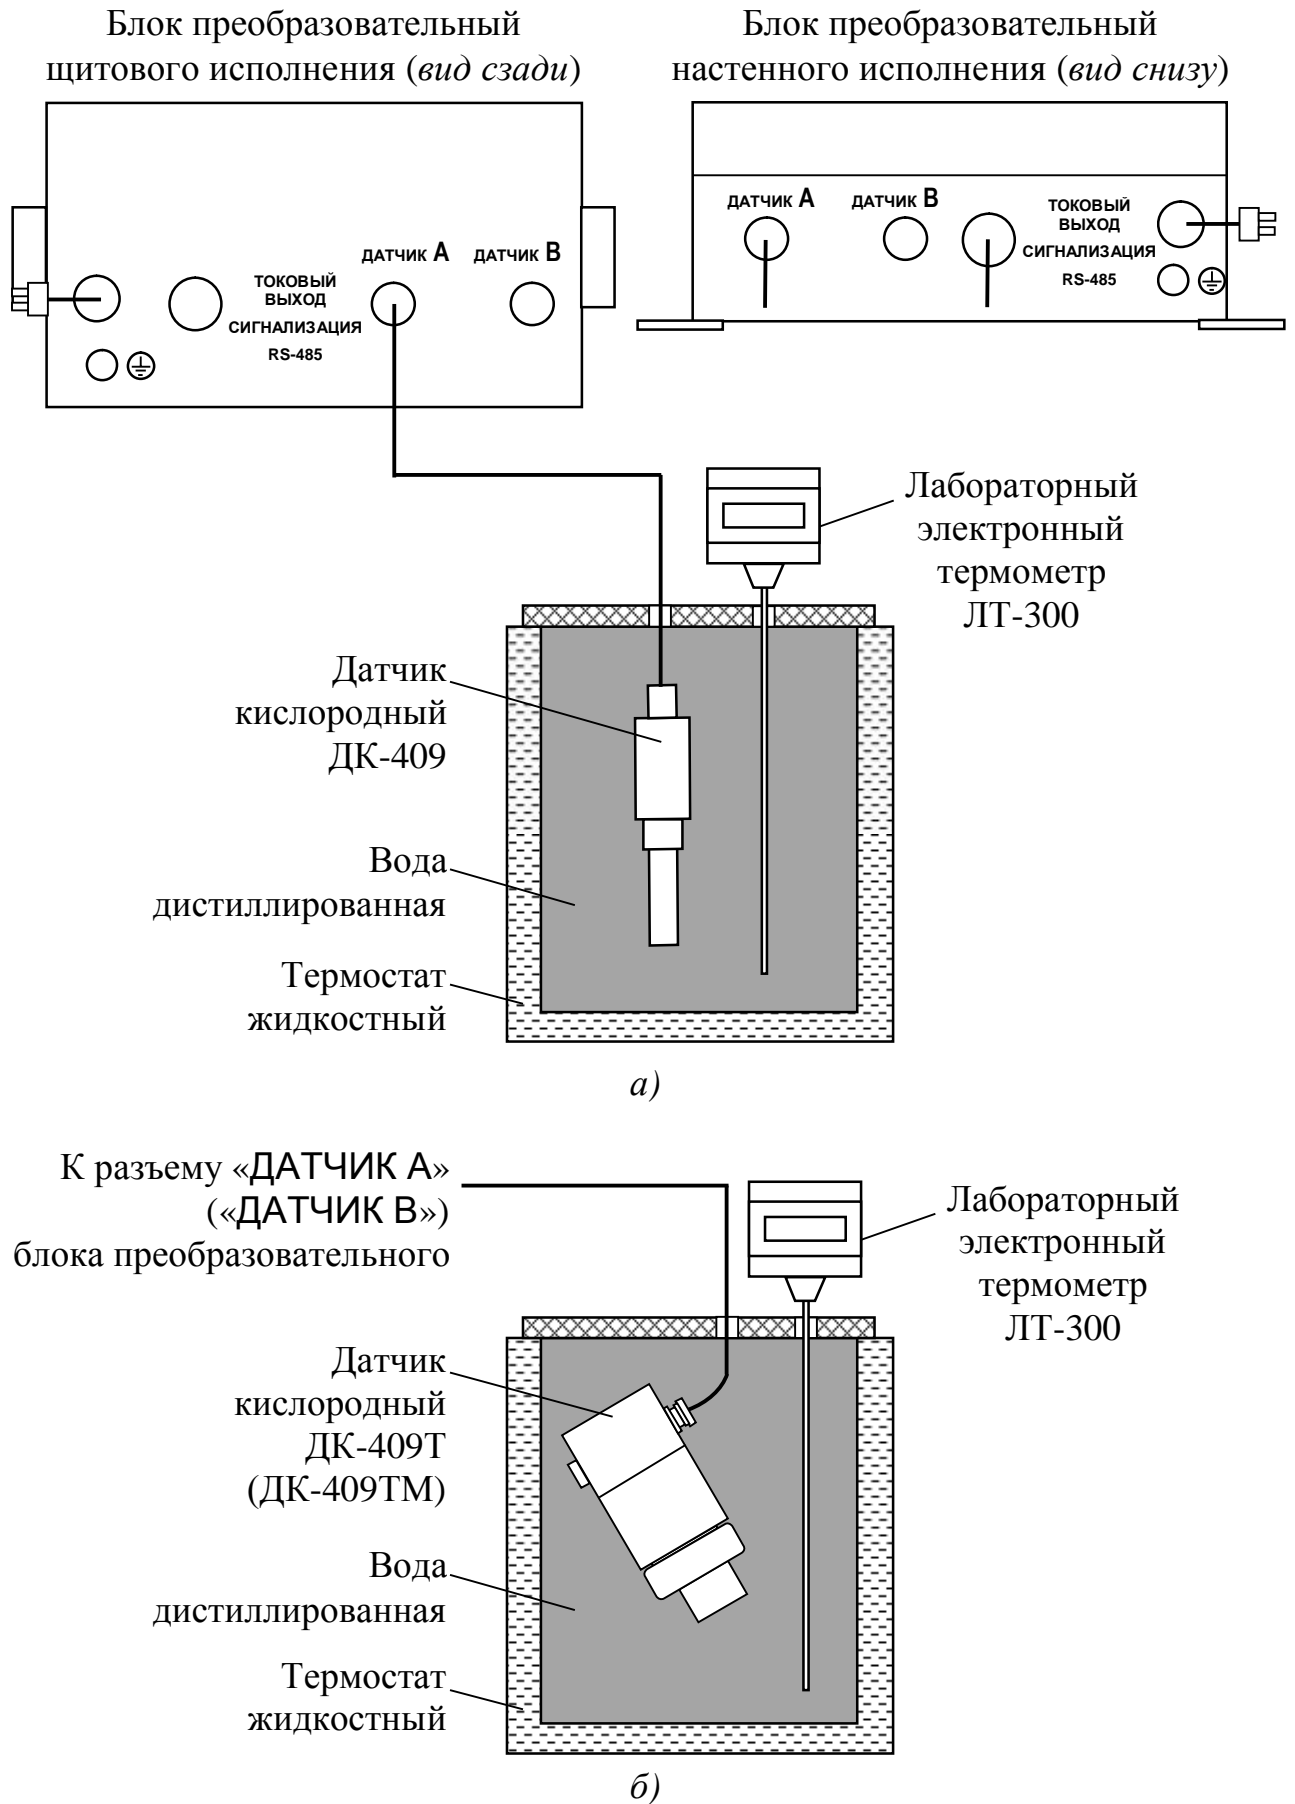 Блок преобразовательный
щитового исполнения (вид сзади)
Блок преобразовательный
настенного исполнения (вид снизу)
ДАТЧИК А
ДАТЧИК В
ТОКОВЫЙ
ВЫХОД
СИГНАЛИЗАЦИЯ
RS-485
ДАТЧИК А
ДАТЧИК В
ТОКОВЫЙ
ВЫХОД
СИГНАЛИЗАЦИЯ
RS-485
Лабораторный
электронный
термометр
ЛТ-300
Датчик
кислородный
ДК-409
Вода
дистиллированная
Термостат
жидкостный
а)
К разъему «ДАТЧИК А»
(«ДАТЧИК В»)
блока преобразовательного
Лабораторный
электронный
термометр
ЛТ-300
Датчик
кислородный
ДК-409Т
(ДК-409ТМ)
Вода
дистиллированная
Термостат
жидкостный
б)